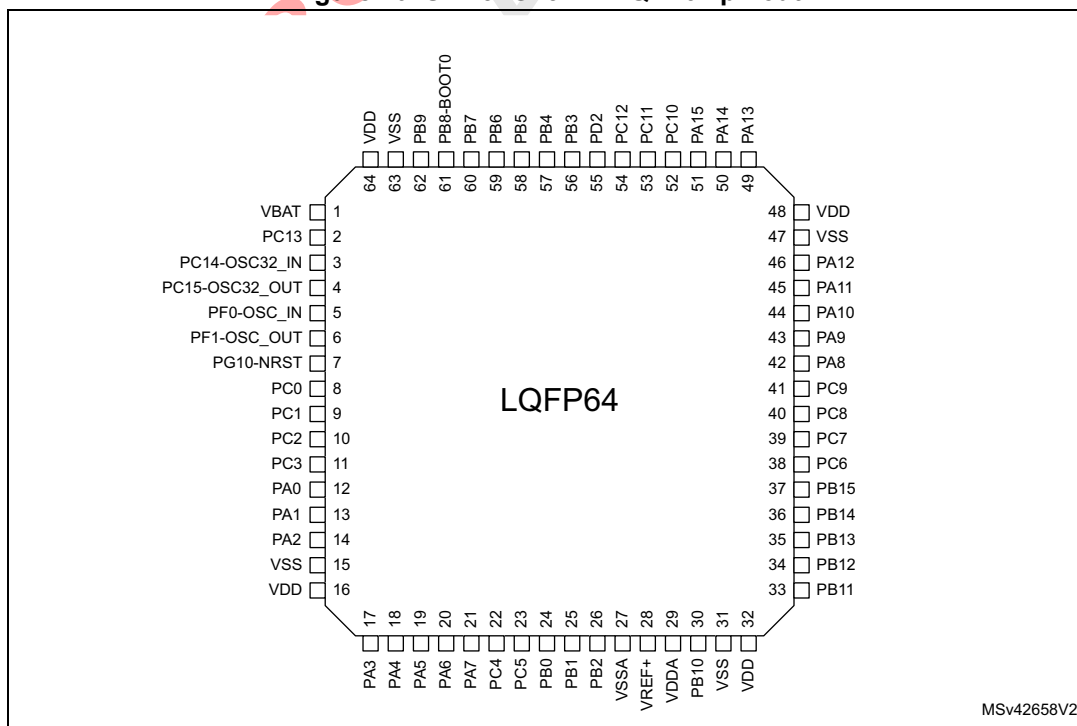 VDD
VSS
PB9
PB8-BOOT0
PB7
PB6
PB5
PB4
PB3
PD2
PC12
PC11
PC10
PA15
PA14
PA13
64 63 62 61 60 59 58 57 56 55 54 53 52 51 50 49
VBAT 1
PC13 2
PC14-OSC32_IN 3
PC15-OSC32_OUT 4
PF0-OSC_IN 5
PF1-OSC_OUT 6
PG10-NRST 7
PC0 8
PC1 9
PC2 10
PC3 11
PA0 12
PA1 13
PA2 14
VSS 15
VDD 16
LQFP64
48 VDD
47 VSS
46 PA12
45 PA11
44 PA10
43 PA9
42 PA8
41 PC9
40 PC8
39 PC7
38 PC6
37 PB15
36 PB14
35 PB13
34 PB12
33 PB11
17 18 19 20 21 22 23 24 25 26 27 28 29 30 31 32
PA3
PA4
PA5
PA6
PA7
PC4
PC5
PB0
PB1
PB2
VSSA
VREF+
VDDA
PB10
VSS
VDD
MSv42658V2